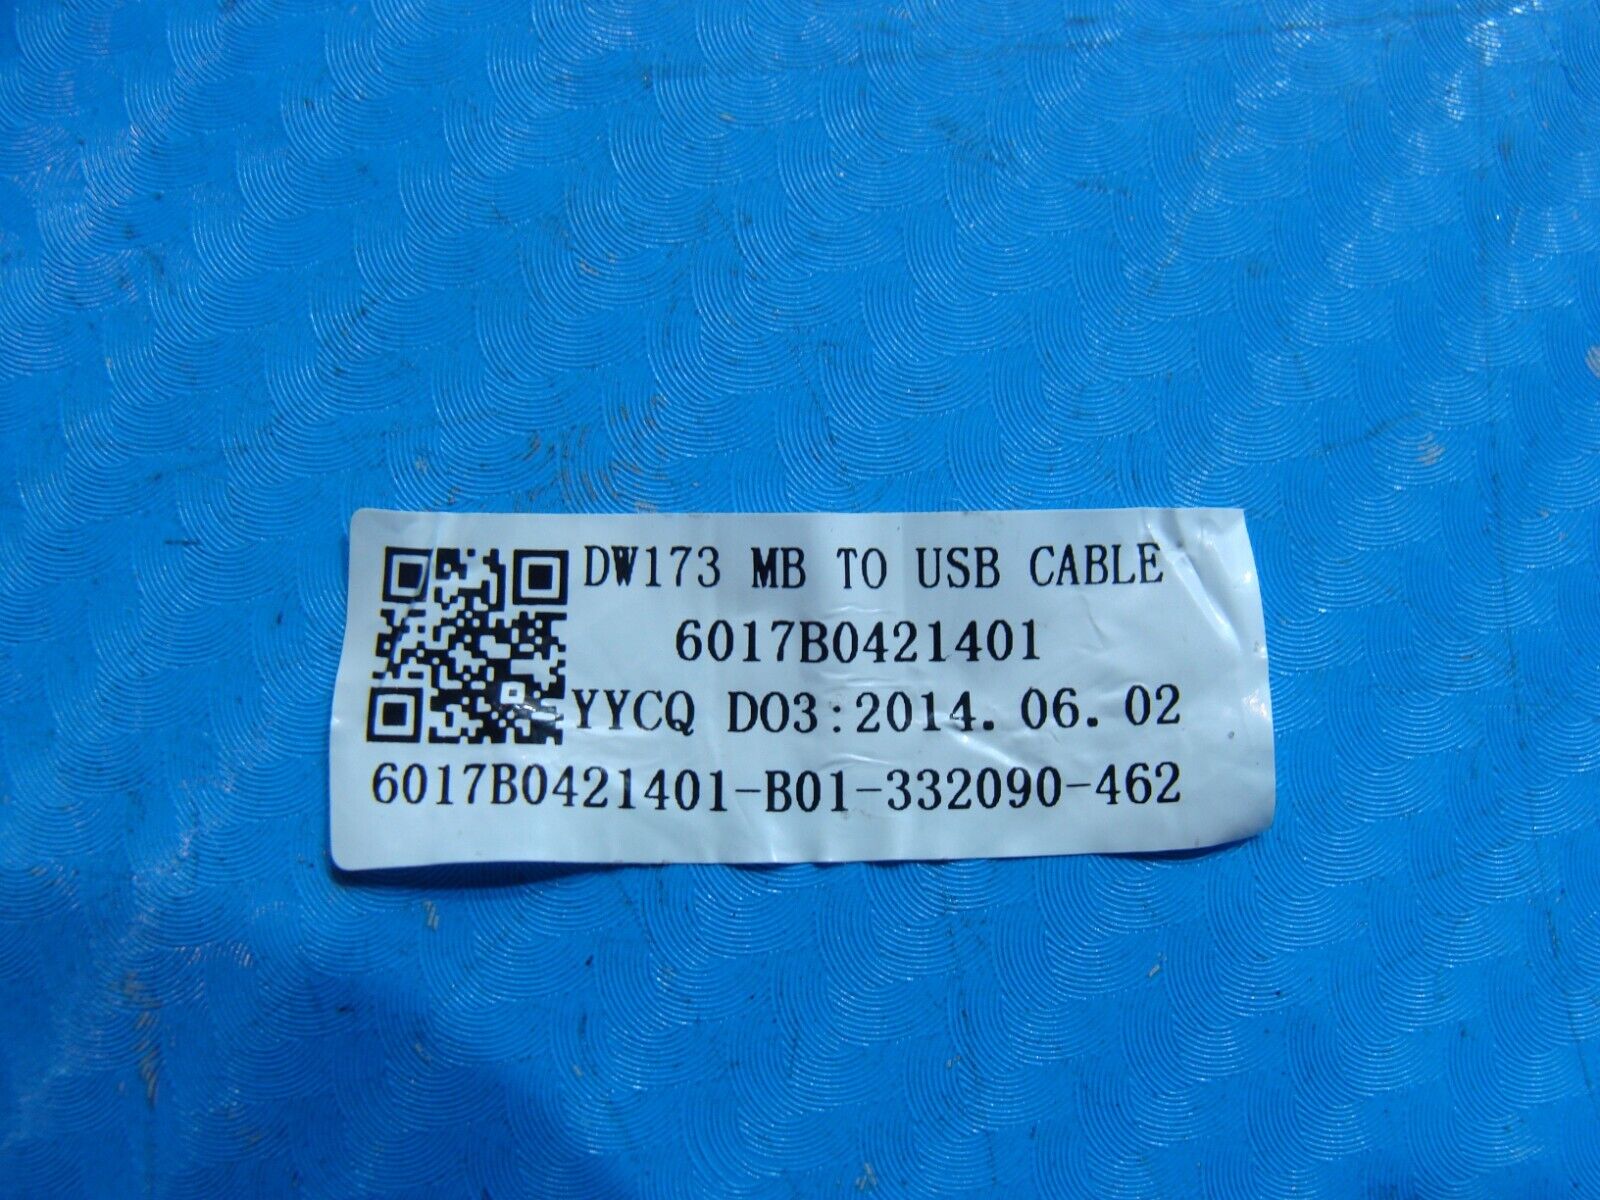 DW173 MB TO USB CABLE
6017B0421401
YYCQ D03:2014.06.02
6017B0421401-B01-332090-462